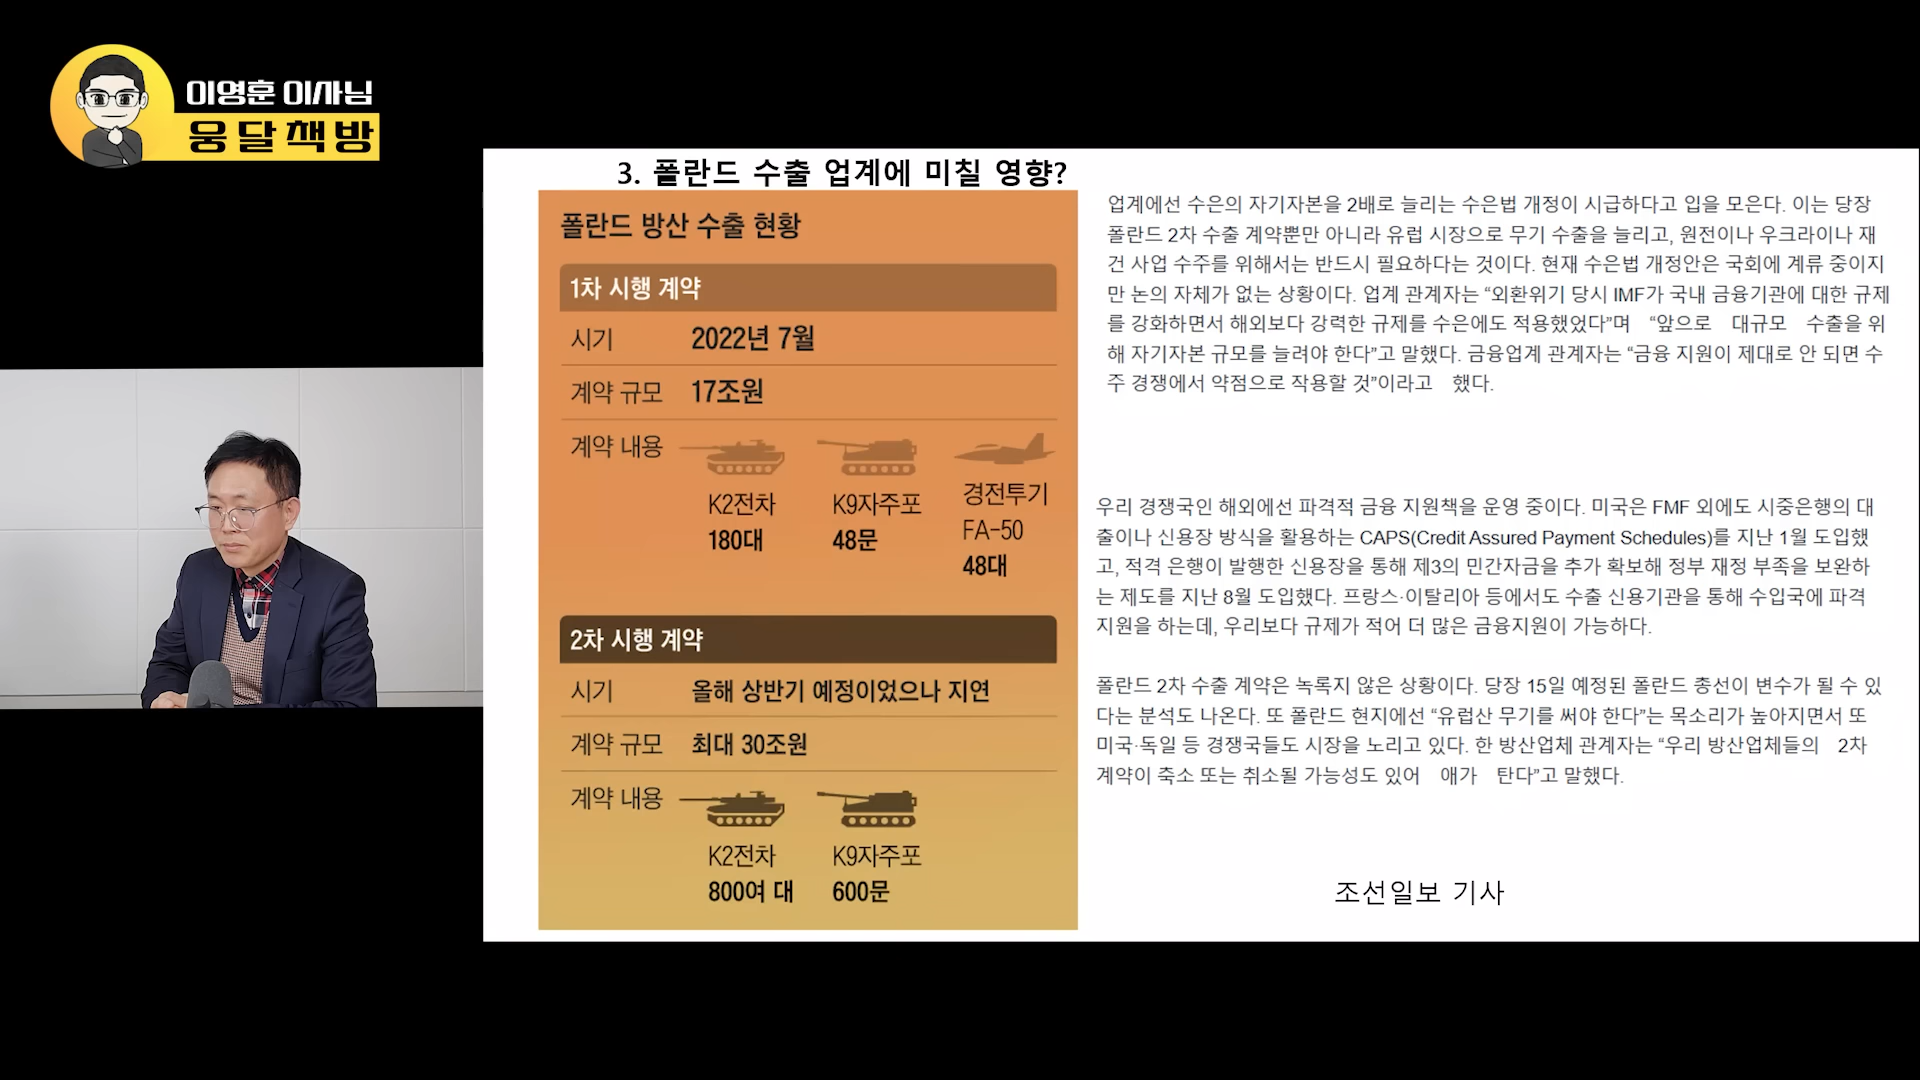 이영훈 이사님
웅달책방
3. 폴란드 수출 업계에 미칠 영향?
폴란드 방산 수출 현황
1차 시행 계약
시기 2022년 7월
계약 규모 17조원
계약 내용
K2전차
180대
K9자주포
48문
경전투기
FA-50
48대
2차 시행 계약
시기 올해 상반기 예정이었으나 지연
계약 규모 최대 30조원
계약 내용
K2전차
800여 대
K9자주포
600문
업계에선 수은의 자기자본을 2배로 늘리는 수은법 개정이 시급하다고 입을 모은다. 이는 당장
폴란드 2차 수출 계약뿐만 아니라 유럽 시장으로 무기 수출을 늘리고, 원전이나 우크라이나 재
건 사업 수주를 위해서는 반드시 필요하다는 것이다. 현재 수은법 개정안은 국회에 계류 중이지
만 논의 자체가 없는 상황이다. 업계 관계자는 “외환위기 당시 IMF가 국내 금융기관에 대한 규제
를 강화하면서 해외보다 강력한 규제를 수은에도 적용했었다”며 “앞으로 대규모 수출을 위
해 자기자본 규모를 늘려야 한다”고 말했다. 금융업계 관계자는 “금융 지원이 제대로 안 되면 수
주 경쟁에서 약점으로 작용할 것”이라고 했다.
우리 경쟁국인 해외에선 파격적 금융 지원책을 운영 중이다. 미국은 FMF 외에도 시중은행의 대
출이나 신용장 방식을 활용하는 CAPS(Credit Assured Payment Schedules)를 지난 1월 도입했
고, 적격 은행이 발행한 신용장을 통해 제3의 민간자금을 추가 확보해 정부 재정 부족을 보완하
는 제도를 지난 8월 도입했다. 프랑스·이탈리아 등에서도 수출 신용기관을 통해 수입국에 파격
지원을 하는데, 우리보다 규제가 적어 더 많은 금융지원이 가능하다.
폴란드 2차 수출 계약은 녹록지 않은 상황이다. 당장 15일 예정된 폴란드 총선이 변수가 될 수 있
다는 분석도 나온다. 또 폴란드 현지에선 “유럽산 무기를 써야 한다”는 목소리가 높아지면서 또
미국·독일 등 경쟁국들도 시장을 노리고 있다. 한 방산업체 관계자는 “우리 방산업체들의 2차
계약이 축소 또는 취소될 가능성도 있어 애가 탄다”고 말했다.
조선일보 기사